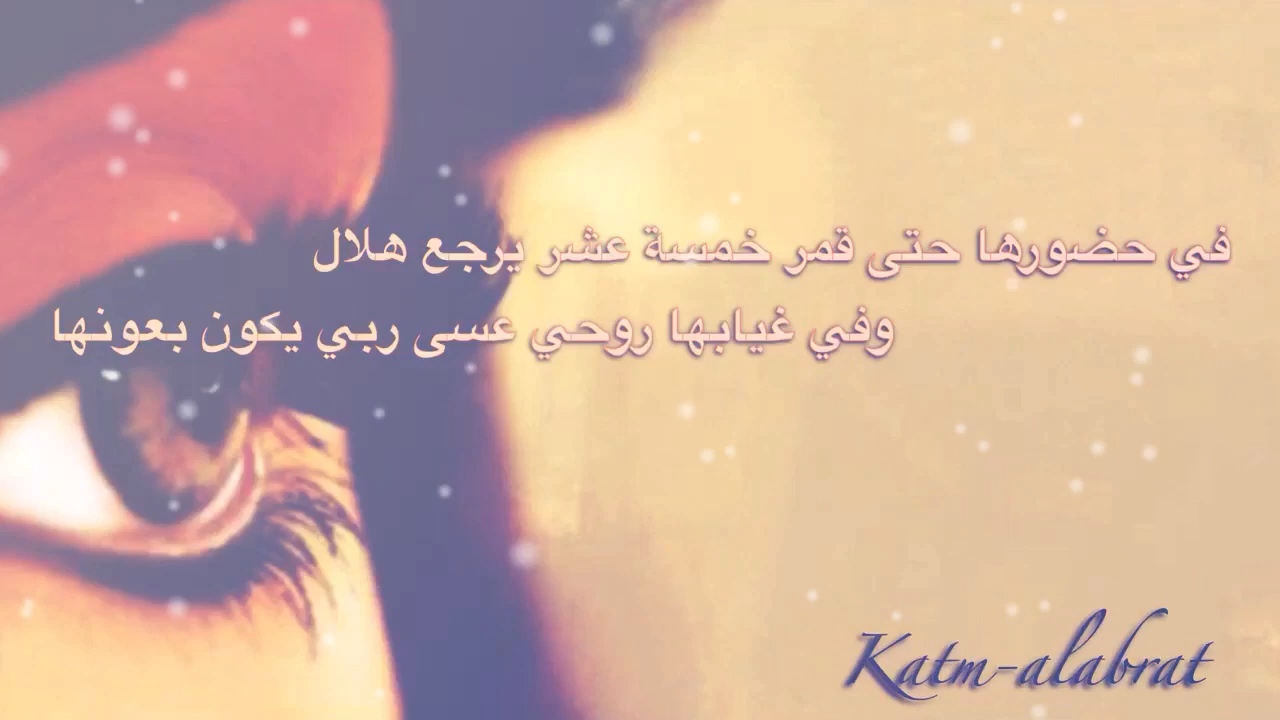 في حضورها حتى قمر خمسة عشر يرجع هلال
وفي غيابها روحي عسى ربي يكون بعونها
Katm-alabrat